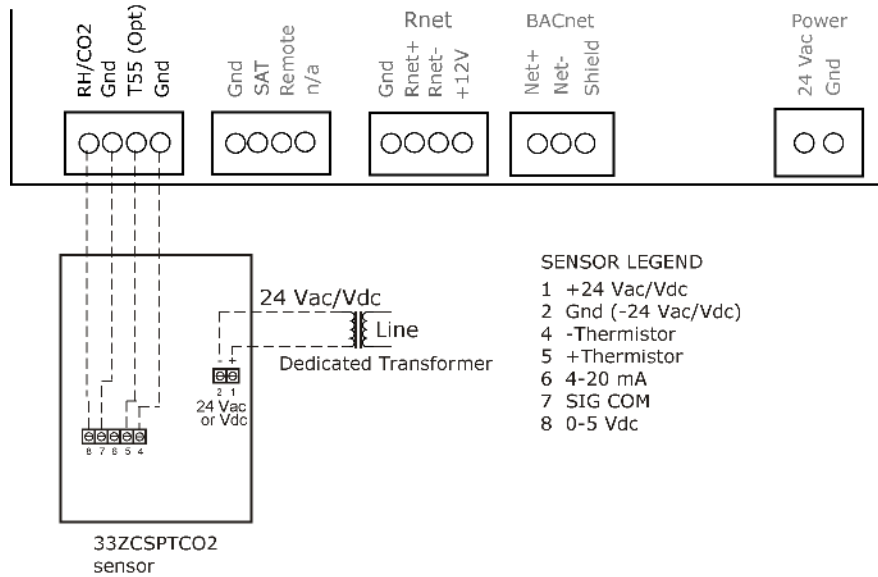 Rnet
BACnet
Power
RH/CO2
Gnd
T55 (Opt)
Gnd
Gnd
SAT
Remote
n/a
Gnd
Rnet+
Rnet-
+12V
Net+
Net-
Shield
24 Vac
Gnd
24 Vac/Vdc
Line
Dedicated Transformer
- +
2 1
24 Vac
or Vdc
8 7 6 5 4
33ZCSPTCO2
sensor
SENSOR LEGEND
1 +24 Vac/Vdc
2 Gnd (-24 Vac/Vdc)
4 -Thermistor
5 +Thermistor
6 4-20 mA
7 SIG COM
8 0-5 Vdc